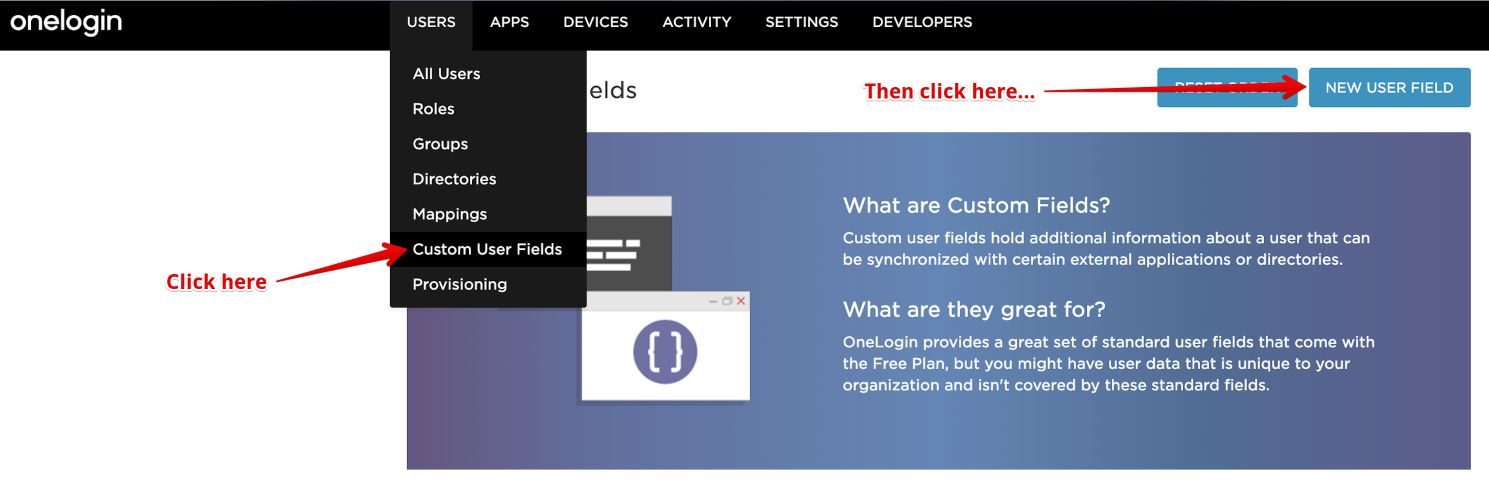 onelogin
USERS APPS DEVICES ACTIVITY SETTINGS DEVELOPERS
All Users
Roles
Groups
Directories
Mappings
Custom User Fields
Provisioning
Click here
elds
Then click here...
RESET ORDER
NEW USER FIELD
What are Custom Fields?
Custom user fields hold additional information about a user that can
be synchronized with certain external applications or directories.
What are they great for?
OneLogin provides a great set of standard user fields that come with
the Free Plan, but you might have user data that is unique to your
organization and isn't covered by these standard fields.
{}